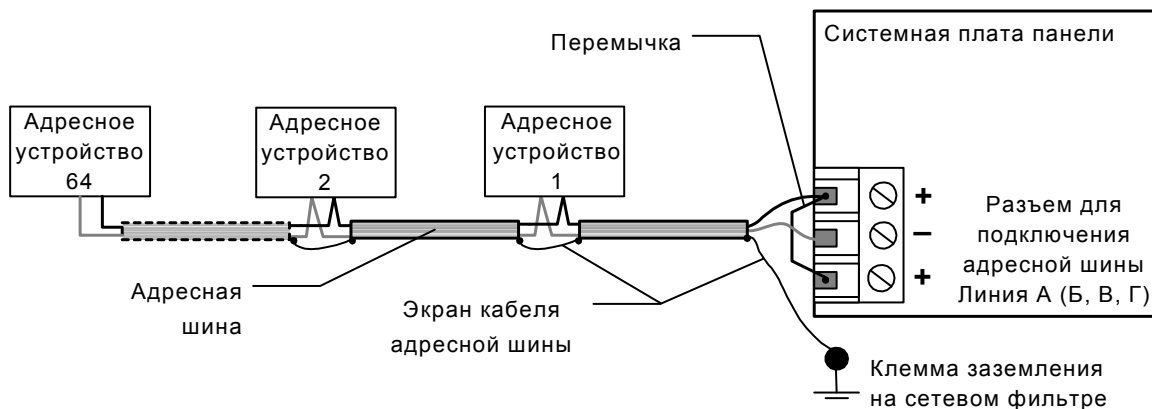 Перемычка
Системная плата панели
Адресное
устройство
64
Адресное
устройство
2
Адресное
устройство
1
+
–
+
Разъем для
подключения
адресной шины
Линия А (Б, В, Г)
Адресная
шина
Экран кабеля
адресной шины
Клемма заземления
на сетевом фильтре